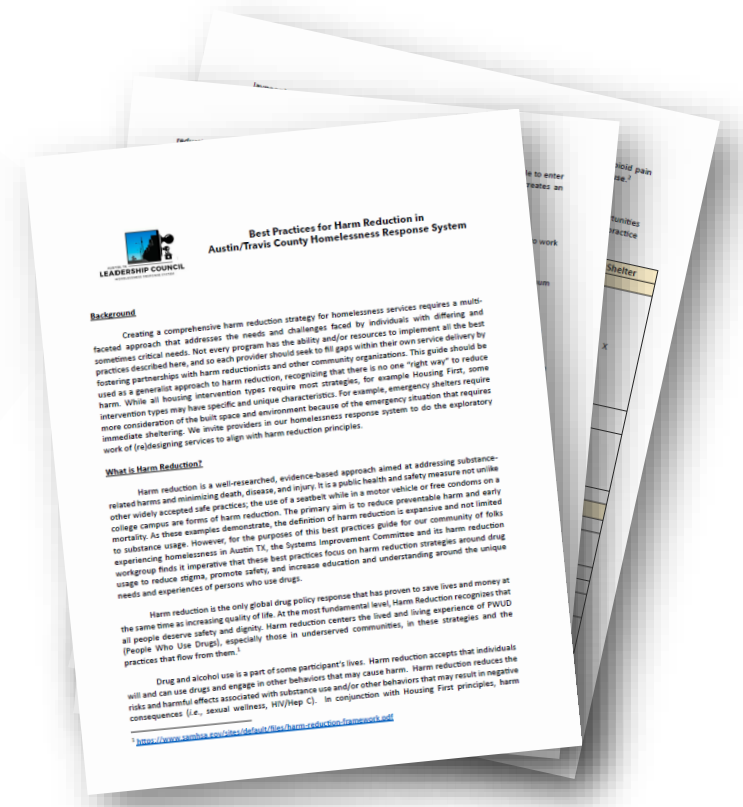 Best Practices for Harm Reduction in
Austin/Travis County Homelessness Response System
LEADERSHIP COUNCIL
Background
Creating a comprehensive harm reduction strategy for homelessness services requires a multi-
faceted approach that addresses the needs and challenges faced by individuals with differing and
sometimes critical needs. Not every program has the ability and/or resources to implement all the best
practices described here, and so each provider should seek to fill gaps within their own service delivery by
fostering partnerships with harm reductionists and other community organizations. This guide should be
used as a generalist approach to harm reduction, recognizing that there is no one "right way" to reduce
harm. While all housing intervention types require most strategies, for example Housing First, some
intervention types may have specific and unique characteristics. For example, emergency shelters require
more consideration of the built space and environment because of the emergency situation that requires
immediate sheltering. We invite providers in our homelessness response system to do the exploratory
work of (re)designing services to align with harm reduction principles.
What is Harm Reduction?
Harm reduction is a well-researched, evidence-based approach aimed at addressing substance-
related harms and minimizing death, disease, and injury. It is a public health and safety measure not unlike
other widely accepted safe practices; the use of a seatbelt while in a motor vehicle or free condoms on a
college campus are forms of harm reduction. The primary aim is to reduce preventable harm and early
mortality. As these examples demonstrate, the definition of harm reduction is expansive and not limited
to substance usage. However, for the purposes of this best practices guide for our community of folks
experiencing homelessness in Austin TX, the Systems Improvement Committee and its harm reduction
workgroup finds it imperative that these best practices focus on harm reduction strategies around drug
usage to reduce stigma, promote safety, and increase education and understanding around the unique
needs and experiences of persons who use drugs.
Harm reduction is the only global drug policy response that has proven to save lives and money at
the same time as increasing quality of life. At the most fundamental level, Harm Reduction recognizes that
all people deserve safety and dignity. Harm reduction centers the lived and living experience of PWUD
(People Who Use Drugs), especially those in underserved communities, in these strategies and the
practices that flow from them.¹
Drug and alcohol use is a part of some participant's lives. Harm reduction accepts that individuals
will and can use drugs and engage in other behaviors that may cause harm. Harm reduction reduces the
risks and harmful effects associated with substance use and/or other behaviors that may result in negative
consequences (i.e., sexual wellness, HIV/Hep C). In conjunction with Housing First principles, harm
¹ https://www.samhsa.gov/sites/default/files/harm-reduction-framework.pdf
to enter
reates an
o work
um
ioid pain
se.²
tunities
ractice
Shelter
X